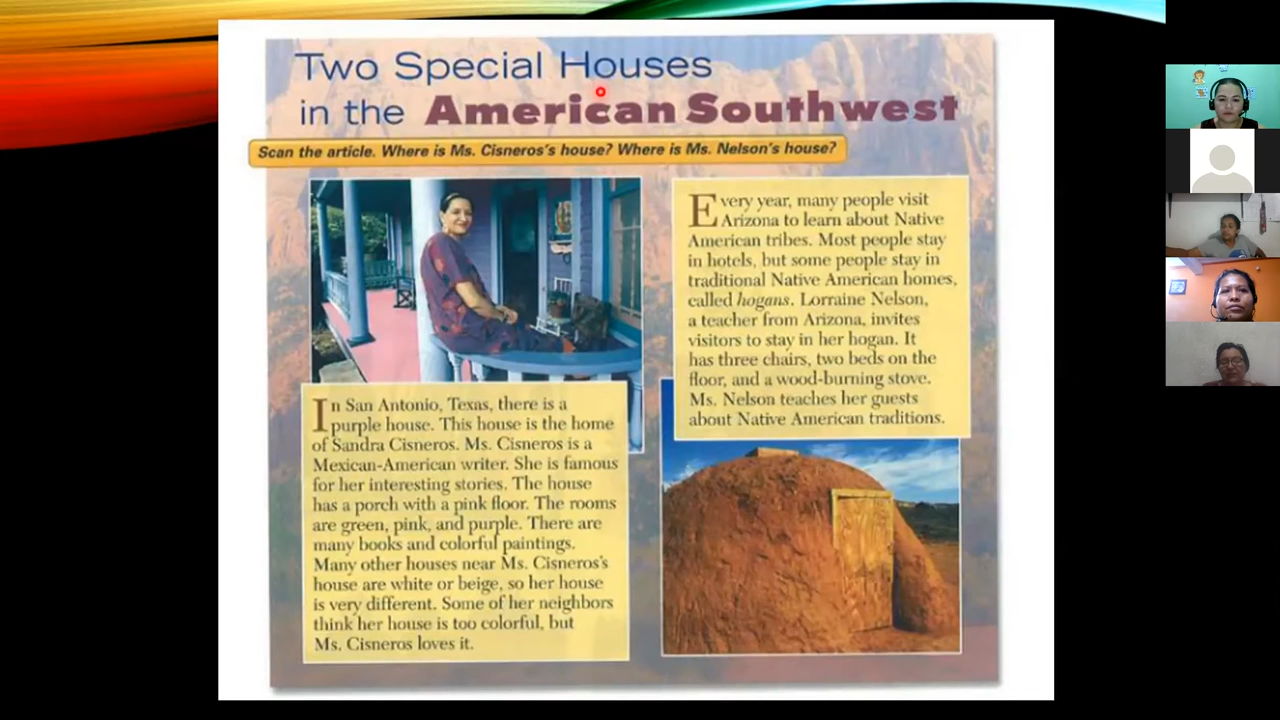 Two Special Houses
in the American Southwest
Scan the article. Where is Ms. Cisneros's house? Where is Ms. Nelson's house?
In San Antonio, Texas, there is a
purple house. This house is the home
of Sandra Cisneros. Ms. Cisneros is a
Mexican-American writer. She is famous
for her interesting stories. The house
has a porch with a pink floor. The rooms
are green, pink, and purple. There are
many books and colorful paintings.
Many other houses near Ms. Cisneros's
house are white or beige, so her house
is very different. Some of her neighbors
think her house is too colorful, but
Ms. Cisneros loves it.
Every year, many people visit
Arizona to learn about Native
American tribes. Most people stay
in hotels, but some people stay in
traditional Native American homes,
called hogans. Lorraine Nelson,
a teacher from Arizona, invites
visitors to stay in her hogan. It
has three chairs, two beds on the
floor, and a wood-burning stove.
Ms. Nelson teaches her guests
about Native American traditions.